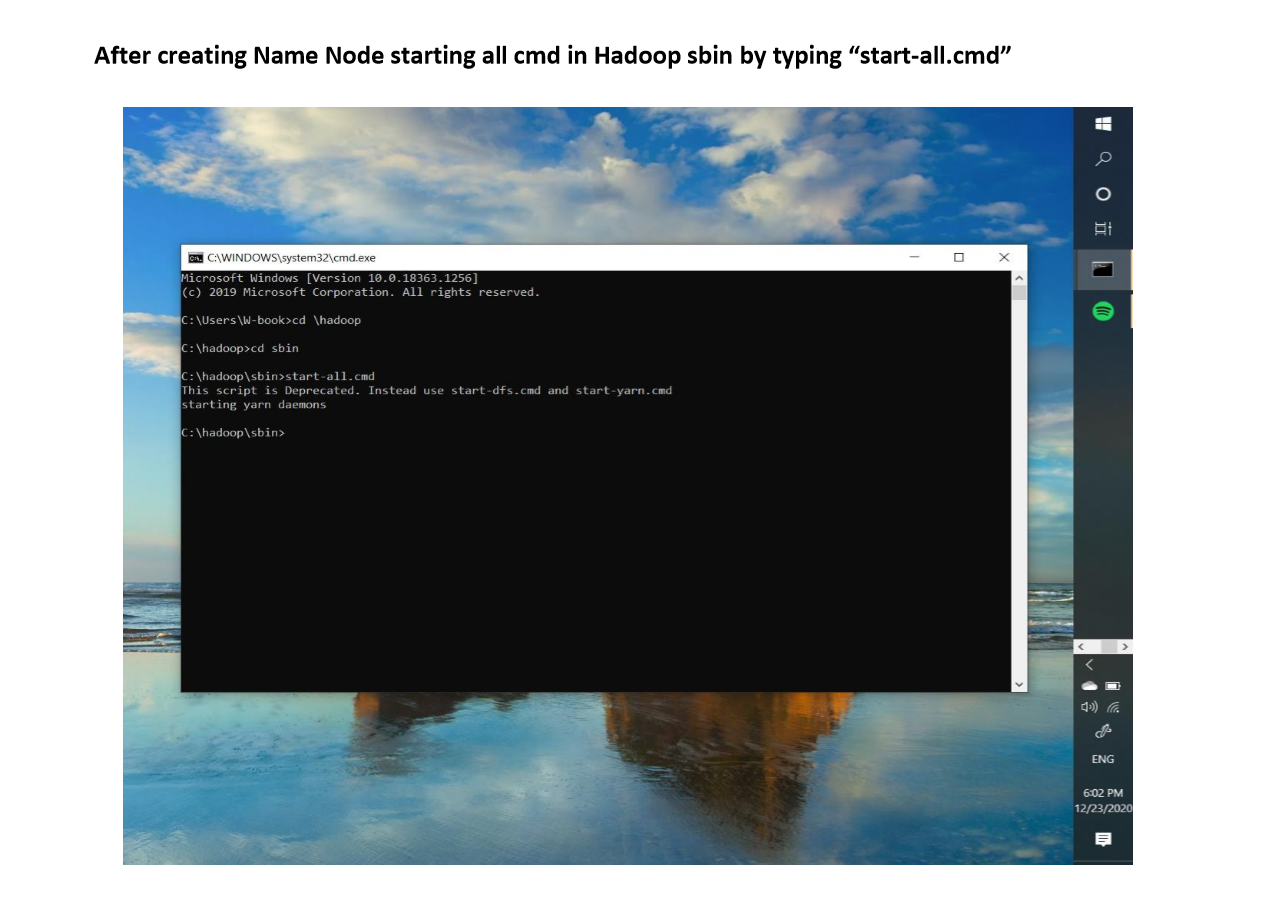 After creating Name Node starting all cmd in Hadoop sbin by typing “start-all.cmd”
C:\WINDOWS\system32\cmd.exe
Microsoft Windows [Version 10.0.18363.1256]
(c) 2019 Microsoft Corporation. All rights reserved.
C:\Users\W-book>cd \hadoop
C:\hadoop>cd sbin
C:\hadoop\sbin>start-all.cmd
This script is Deprecated. Instead use start-dfs.cmd and start-yarn.cmd
starting yarn daemons
C:\hadoop\sbin>
ENG
6:02 PM
12/23/2020